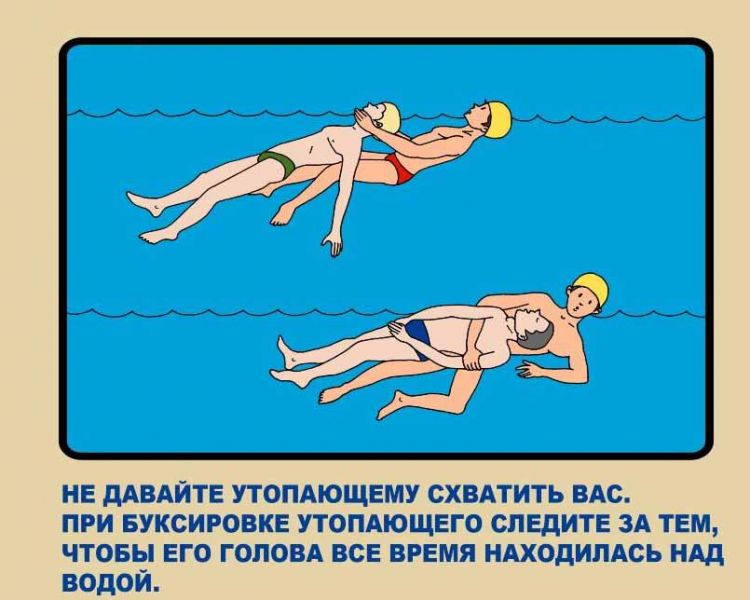 НЕ ДАВАЙТЕ УТОПАЮЩЕМУ СХВАТИТЬ ВАС.
ПРИ БУКСИРОВКЕ УТОПАЮЩЕГО СЛЕДИТЕ ЗА ТЕМ,
ЧТОБЫ ЕГО ГОЛОВА ВСЕ ВРЕМЯ НАХОДИЛАСЬ НАД
ВОДОЙ.